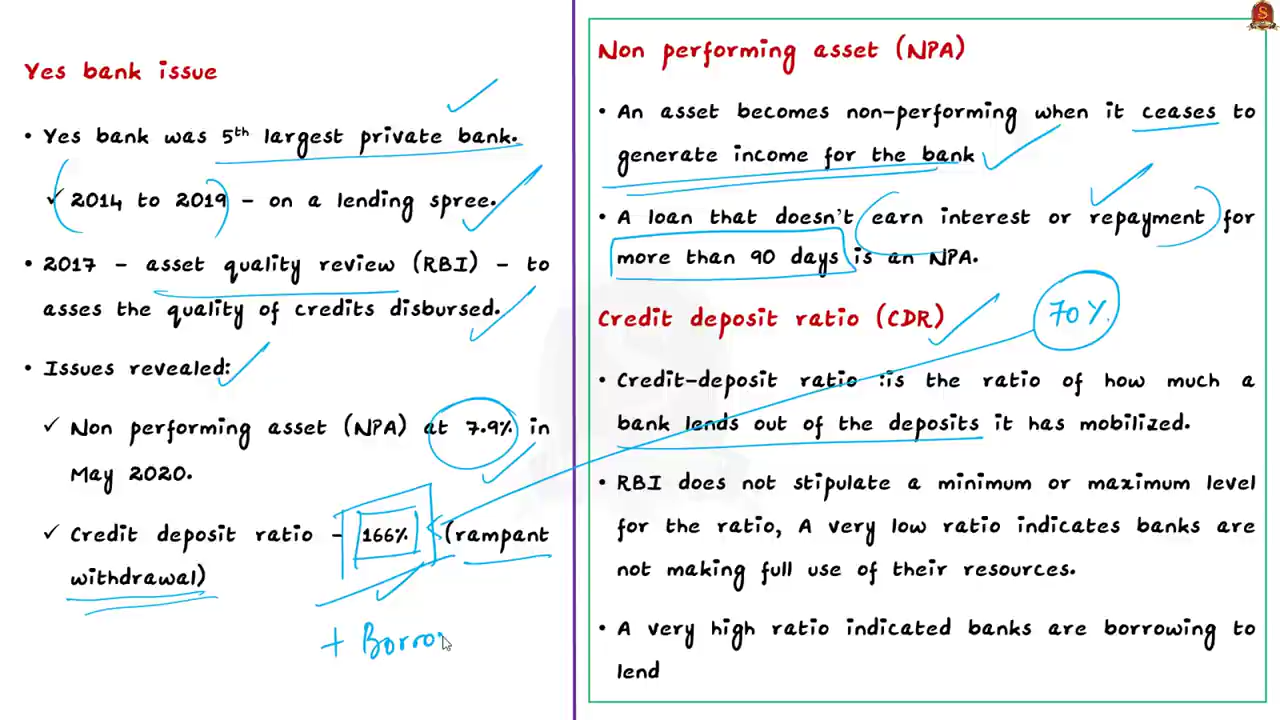 Yes bank issue
• Yes bank was 5th largest private bank.
✓ 2014 to 2019 - on a lending spree.
• 2017 - asset quality review (RBI) - to
asses the quality of credits disbursed.
• Issues revealed:
✓ Non performing asset (NPA) at 7.9% in
May 2020.
✓ Credit deposit ratio - 166% (rampant
withdrawal)
+ Borro
Non performing asset (NPA)
• An asset becomes non-performing when it ceases to
generate income for the bank
• A loan that doesn't earn interest or repayment for
more than 90 days is an NPA.
Credit deposit ratio (CDR)
70 %
• Credit-deposit ratio :is the ratio of how much a
bank lends out of the deposits it has mobilized.
• RBI does not stipulate a minimum or maximum level
for the ratio, A very low ratio indicates banks are
not making full use of their resources.
• A very high ratio indicated banks are borrowing to
lend